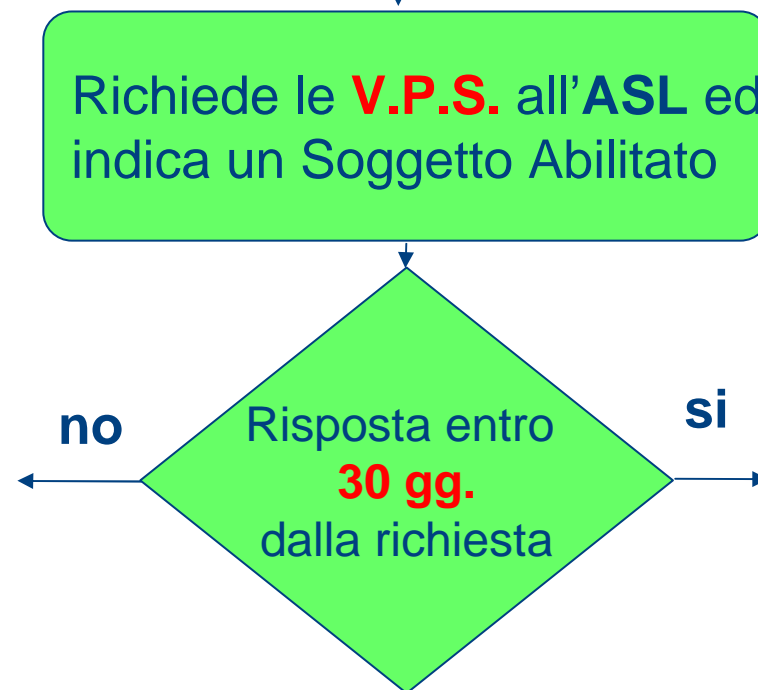 Richiede le V.P.S. all'ASL ed
indica un Soggetto Abilitato
no
si
Risposta entro
30 gg.
dalla richiesta